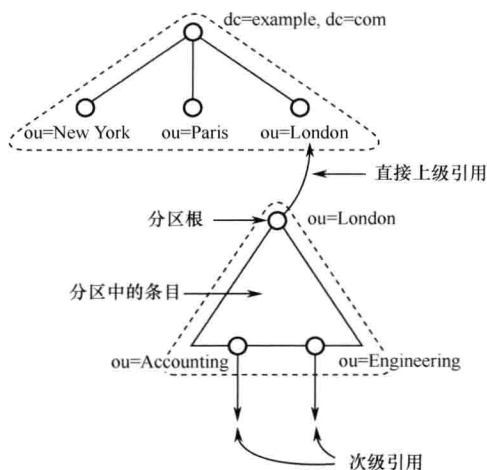 dc=example, dc=com
ou=New York
ou=Paris
ou=London
直接上级引用
分区根
ou=London
分区中的条目
ou=Accounting
ou=Engineering
次级引用